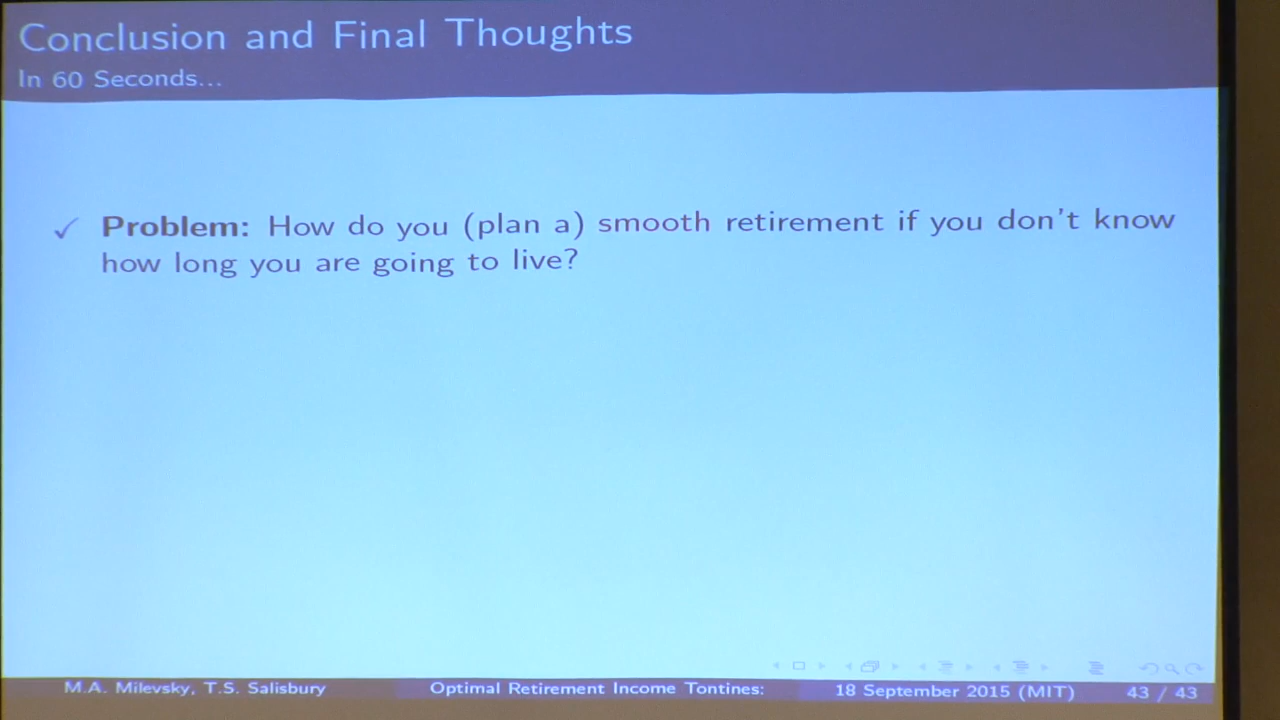 Conclusion and Final Thoughts
In 60 Seconds...
✓ Problem: How do you (plan a) smooth retirement if you don't know
how long you are going to live?
M.A. Milevsky, T.S. Salisbury Optimal Retirement Income Tontines: 18 September 2015 (MIT) 43 / 43